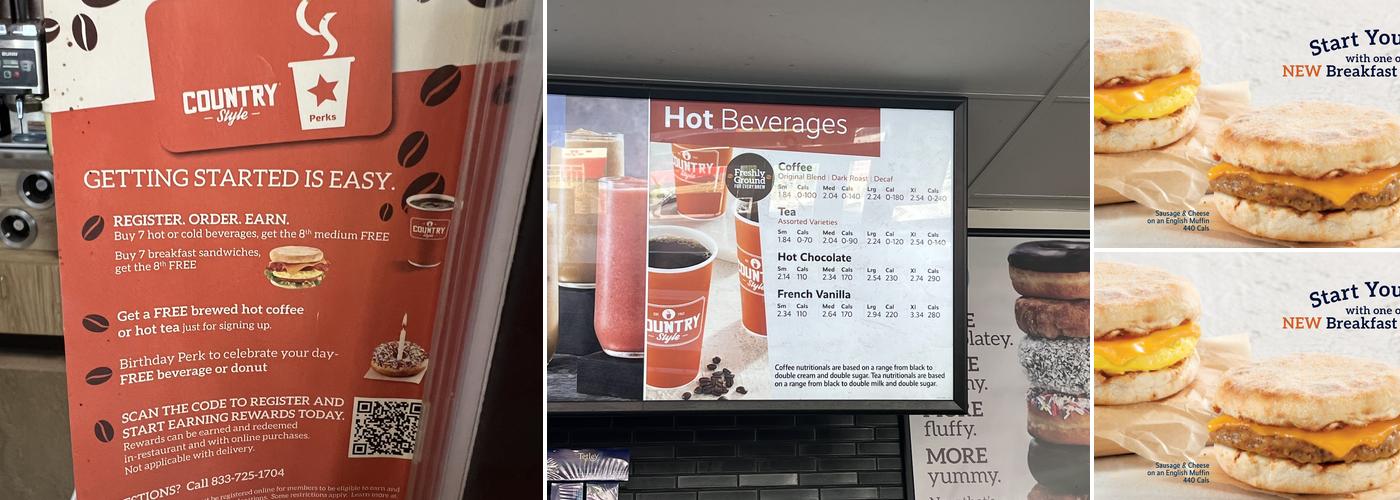 COUNTRY
Style
Perks
GETTING STARTED IS EASY.
REGISTER. ORDER. EARN.
Buy 7 hot or cold beverages, get the 8th medium FREE
Buy 7 breakfast sandwiches,
get the 8th FREE
Get a FREE brewed hot coffee
or hot tea just for signing up.
Birthday Perk to celebrate your day-
FREE beverage or donut
SCAN THE CODE TO REGISTER AND
START EARNING REWARDS TODAY.
Rewards can be earned and redeemed
in-restaurant and with online purchases.
Not applicable with delivery.
Call 833-725-1704
Hot Beverages
Freshly
Ground
FOR EVERY BREW
Coffee
Original Blend | Dark Roast | Decaf
Sm Cals Med Cals Lrg Cals Xl Cals
1.84 0-100 2.04 0-140 2.24 0-180 2.54 0-240
Tea
Assorted Varieties
Sm Cals Med Cals Lrg Cals Xl Cals
1.84 0-70 2.04 0-90 2.24 0-120 2.54 0-140
Hot Chocolate
Sm Cals Med Cals Lrg Cals Xl Cals
2.14 110 2.34 170 2.54 230 2.74 290
French Vanilla
Sm Cals Med Cals Lrg Cals Xl Cals
2.34 110 2.64 170 2.94 220 3.34 280
Coffee nutritionals are based on a range from black to
double cream and double sugar. Tea nutritionals are based
on a range from black to double milk and double sugar.
COUNTRY
Style
fluffy.
MORE
yummy.
Tetley
Start You
with one o
NEW Breakfast
Sausage & Cheese
on an English Muffin
440 Cals
Start You
with one o
NEW Breakfast
Sausage & Cheese
on an English Muffin
440 Cals